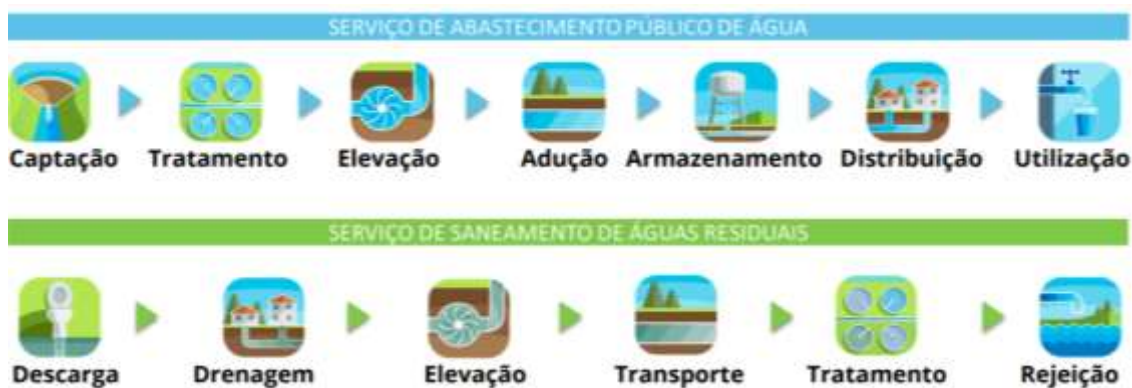 SERVIÇO DE ABASTECIMENTO PÚBLICO DE ÁGUA
Captação Tratamento Elevação Adução Armazenamento Distribuição Utilização
SERVIÇO DE SANEAMENTO DE ÁGUAS RESIDUAIS
Descarga Drenagem Elevação Transporte Tratamento Rejeição